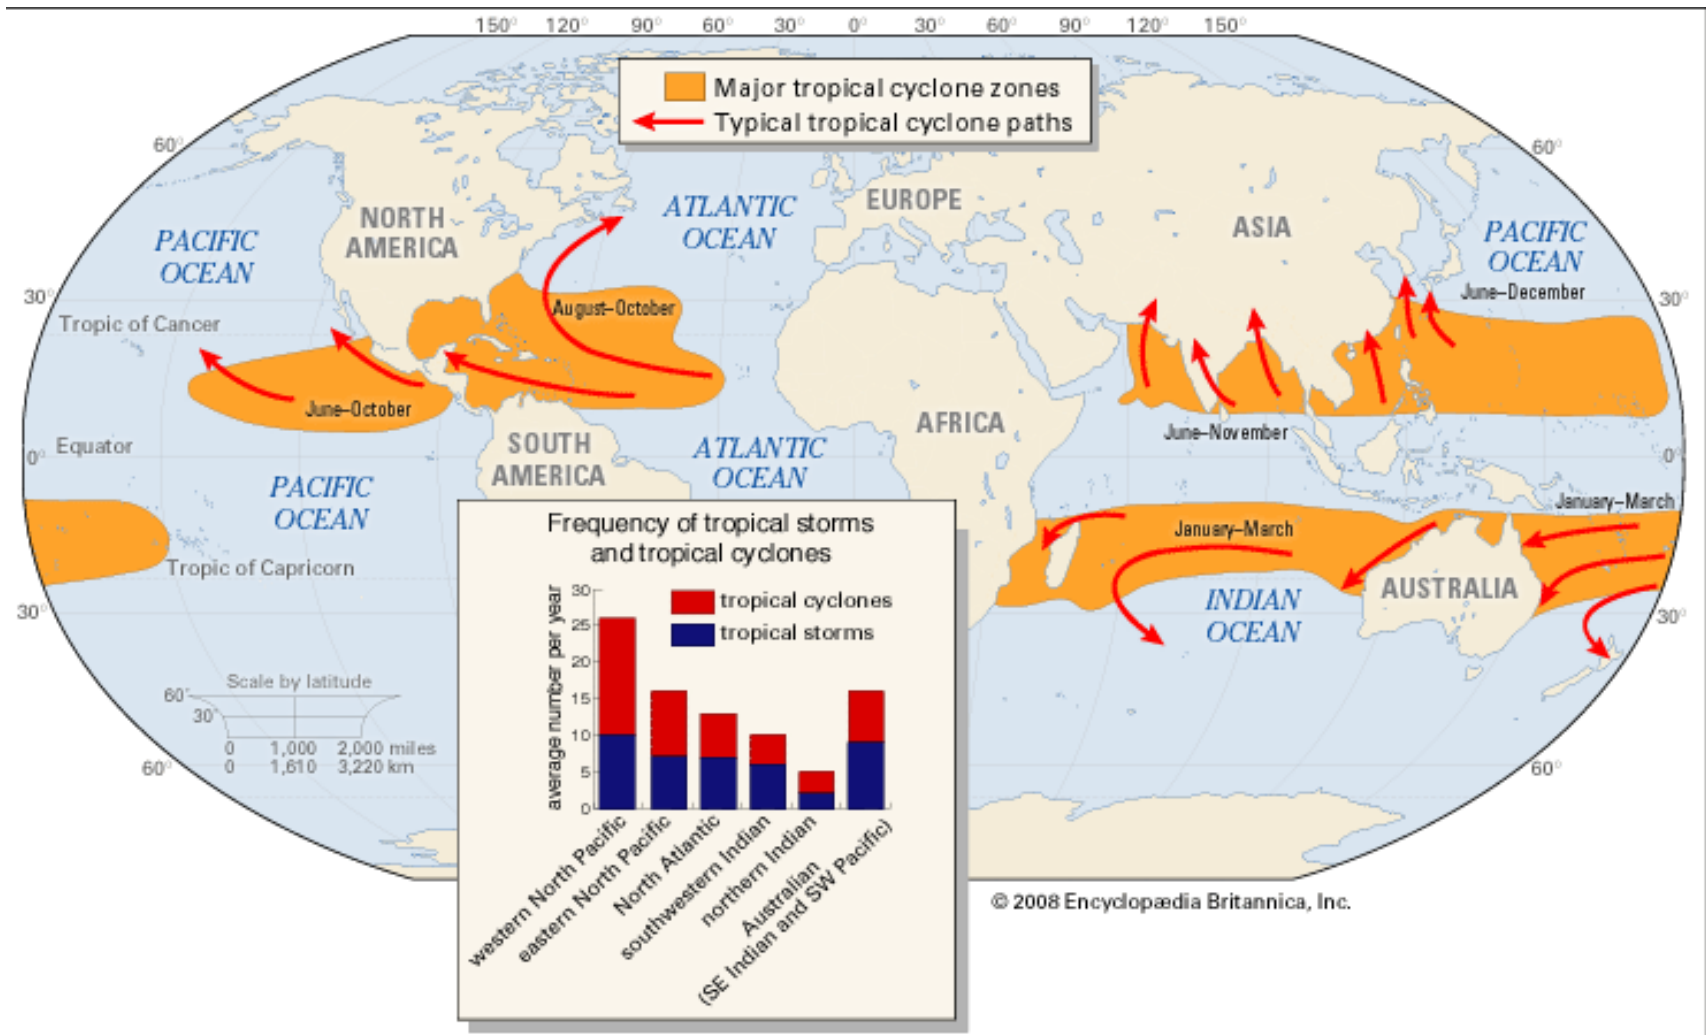 150° 120° 90° 60° 30° 0° 30° 60° 90° 120° 150°
Major tropical cyclone zones
Typical tropical cyclone paths
60°
60°
NORTH
AMERICA
ATLANTIC
OCEAN
EUROPE
ASIA
PACIFIC
OCEAN
PACIFIC
OCEAN
June–December
30°
30°
Tropic of Cancer
August–October
June–October
AFRICA
June–November
Equator
0°
0°
SOUTH
AMERICA
ATLANTIC
OCEAN
PACIFIC
OCEAN
January–March
January–March
Tropic of Capricorn
AUSTRALIA
INDIAN
OCEAN
30°
30°
Scale by latitude
60°
30°
0 1,000 2,000 miles
0 1,610 3,220 km
60°
60°
Frequency of tropical storms
and tropical cyclones
average number per year
30
25
20
15
10
5
0
tropical cyclones
tropical storms
western North Pacific
eastern North Pacific
North Atlantic
southwestern Indian
northern Indian
Australian
(SE Indian and SW Pacific)
© 2008 Encyclopædia Britannica, Inc.